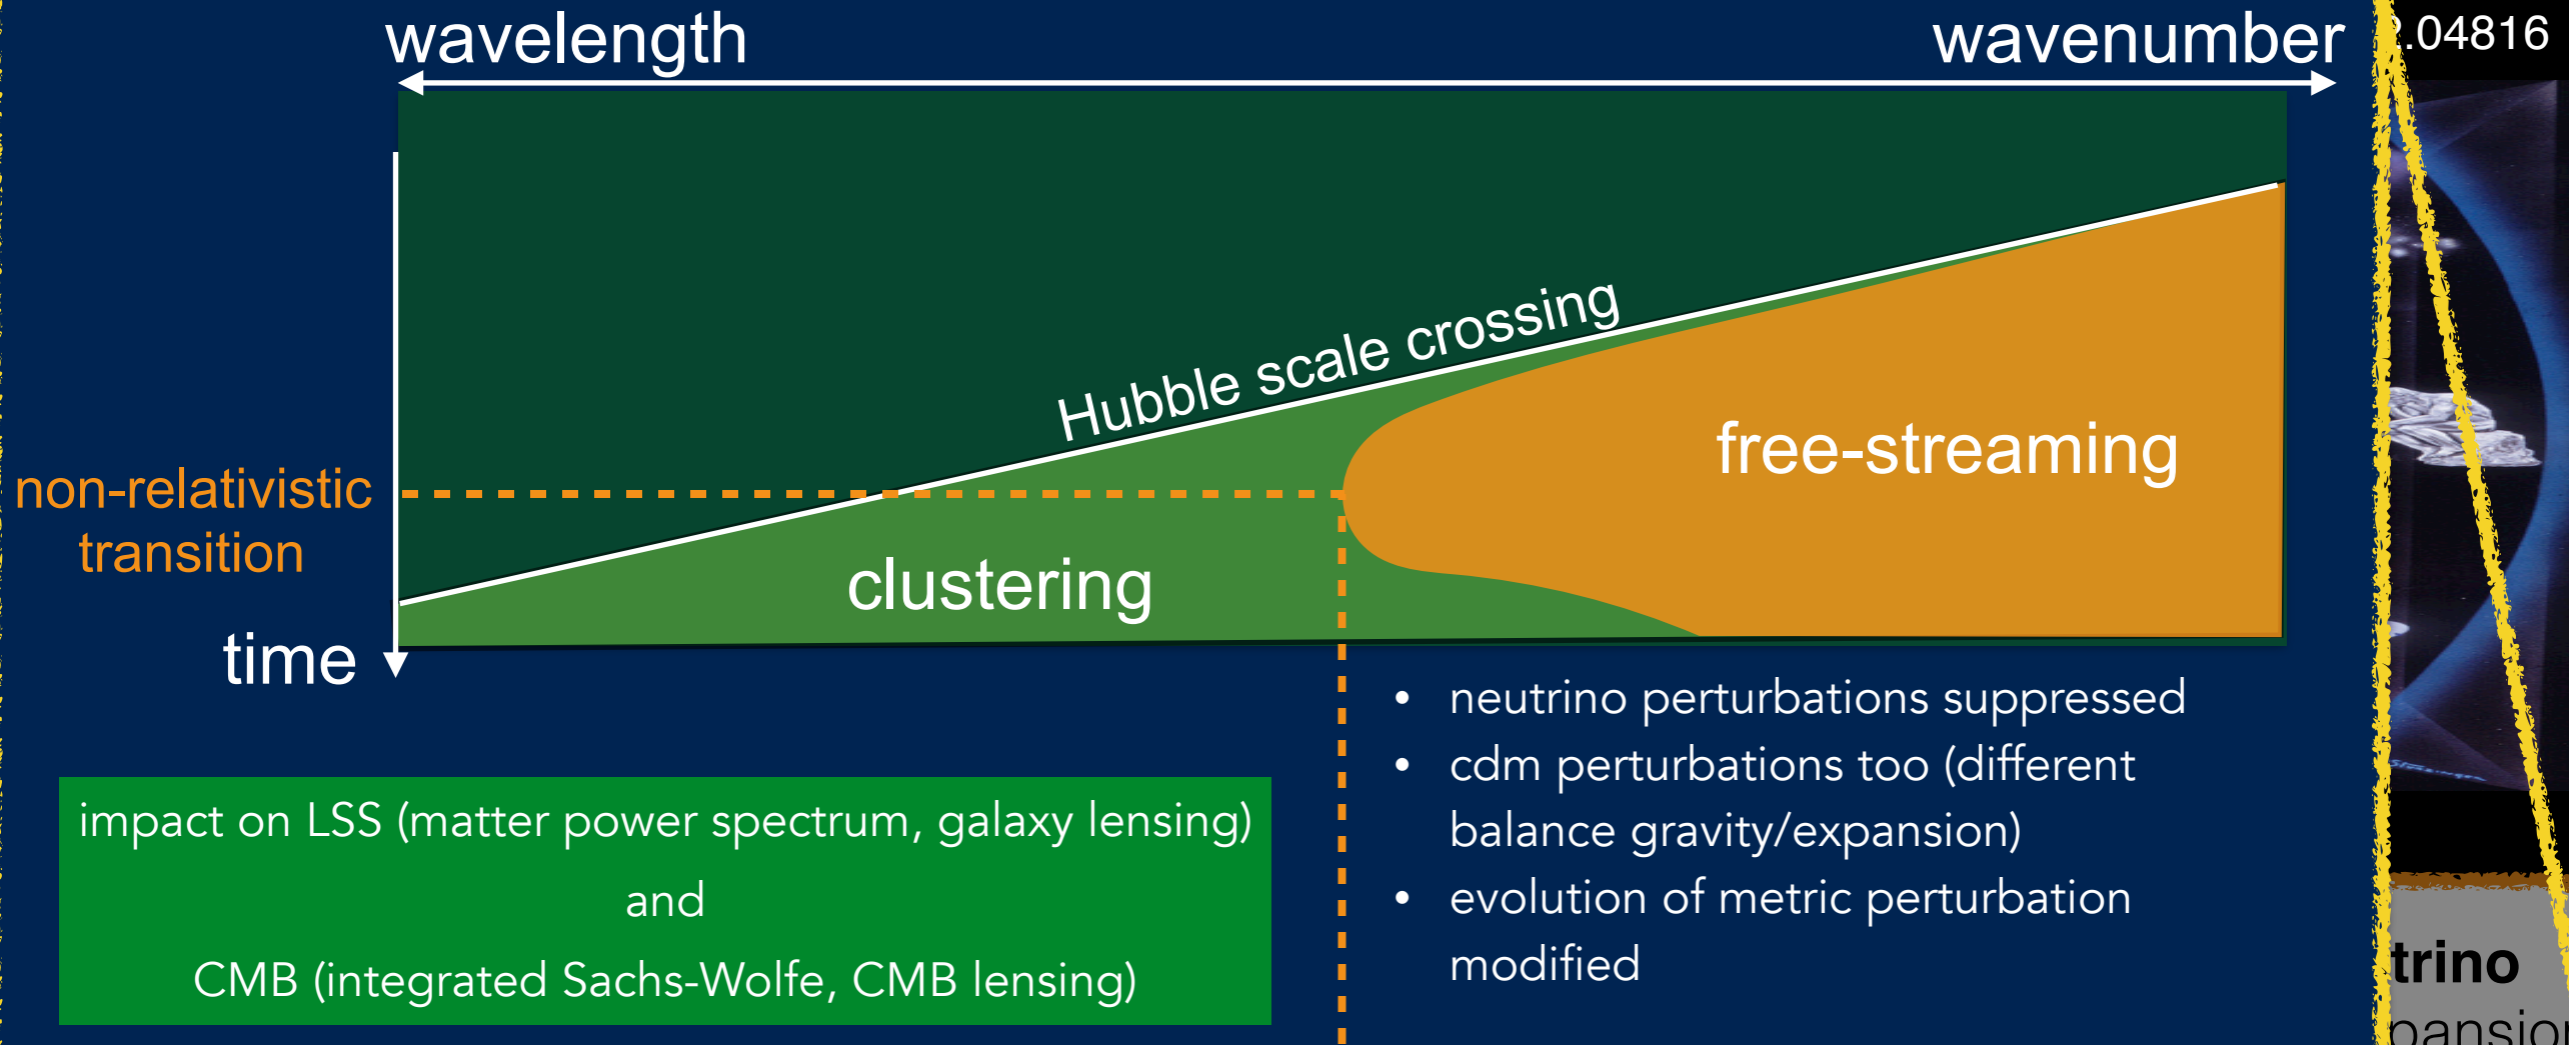 wavelength
wavenumber
.04816
Hubble scale crossing
free-streaming
non-relativistic
transition
clustering
time
• neutrino perturbations suppressed
• cdm perturbations too (different
balance gravity/expansion)
• evolution of metric perturbation
modified
impact on LSS (matter power spectrum, galaxy lensing)
and
CMB (integrated Sachs-Wolfe, CMB lensing)
trino
pansion